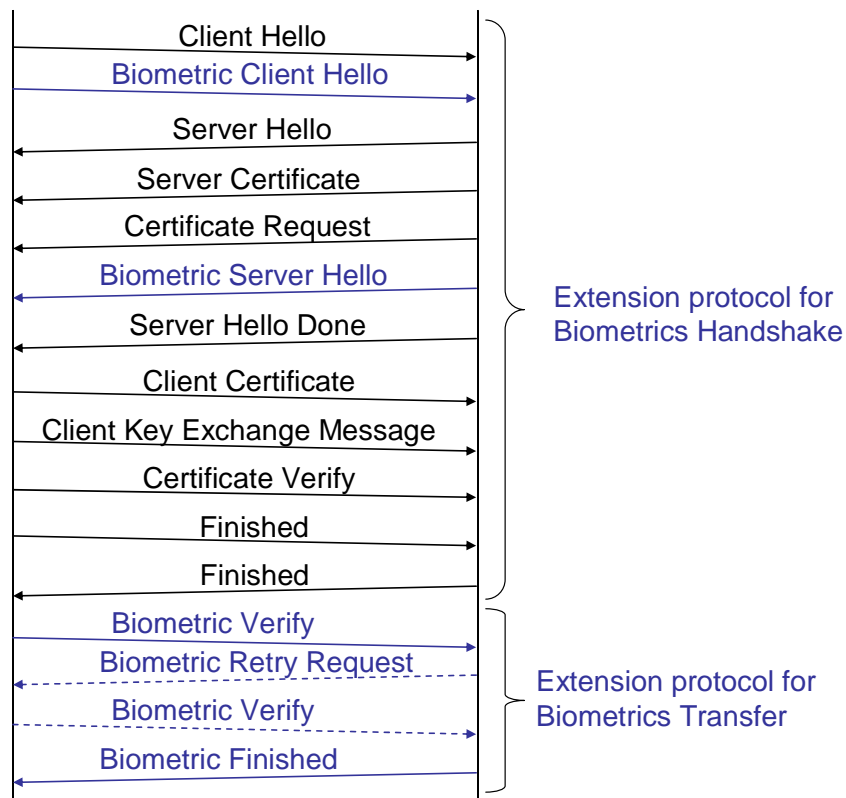 Client Hello
Biometric Client Hello
Server Hello
Server Certificate
Certificate Request
Biometric Server Hello
Server Hello Done
Client Certificate
Client Key Exchange Message
Certificate Verify
Finished
Finished
Extension protocol for
Biometrics Handshake
Biometric Verify
Biometric Retry Request
Biometric Verify
Biometric Finished
Extension protocol for
Biometrics Transfer